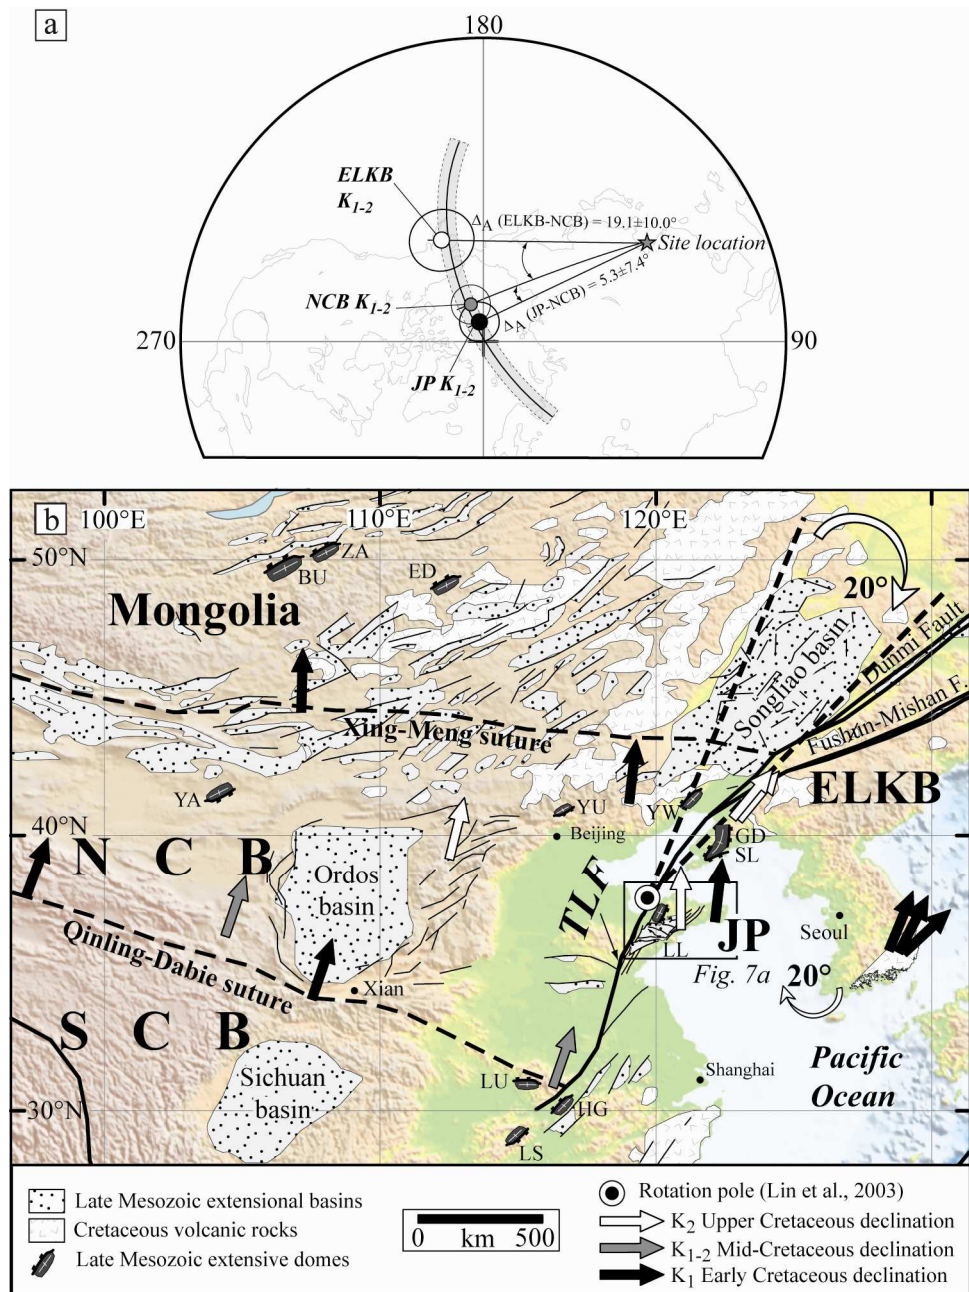 a
180
ELKB
K1-2
ΔA (ELKB-NCB) = 19.1±10.0°
Site location
NCB K1-2
ΔA (JP-NCB) = 5.3±7.4°
270
90
JP K1-2
b
100°E
110°E
120°E
50°N
ZA
BU
ED
20°
Mongolia
Dunmi Fault
Songliao basin
Xing-Meng suture
Fushun-Mishan F.
ELKB
YA
YU
YW
40°N
Beijing
GD
SL
N C B
Ordos
basin
TLF
JP
Seoul
LL
Fig. 7a
Qinling-Dabie suture
Xian
20°
S C B
Pacific
Ocean
Sichuan
basin
LU
Shanghai
30°N
HG
LS
Late Mesozoic extensional basins
Cretaceous volcanic rocks
Late Mesozoic extensive domes
0 km 500
Rotation pole (Lin et al., 2003)
K2 Upper Cretaceous declination
K1-2 Mid-Cretaceous declination
K1 Early Cretaceous declination